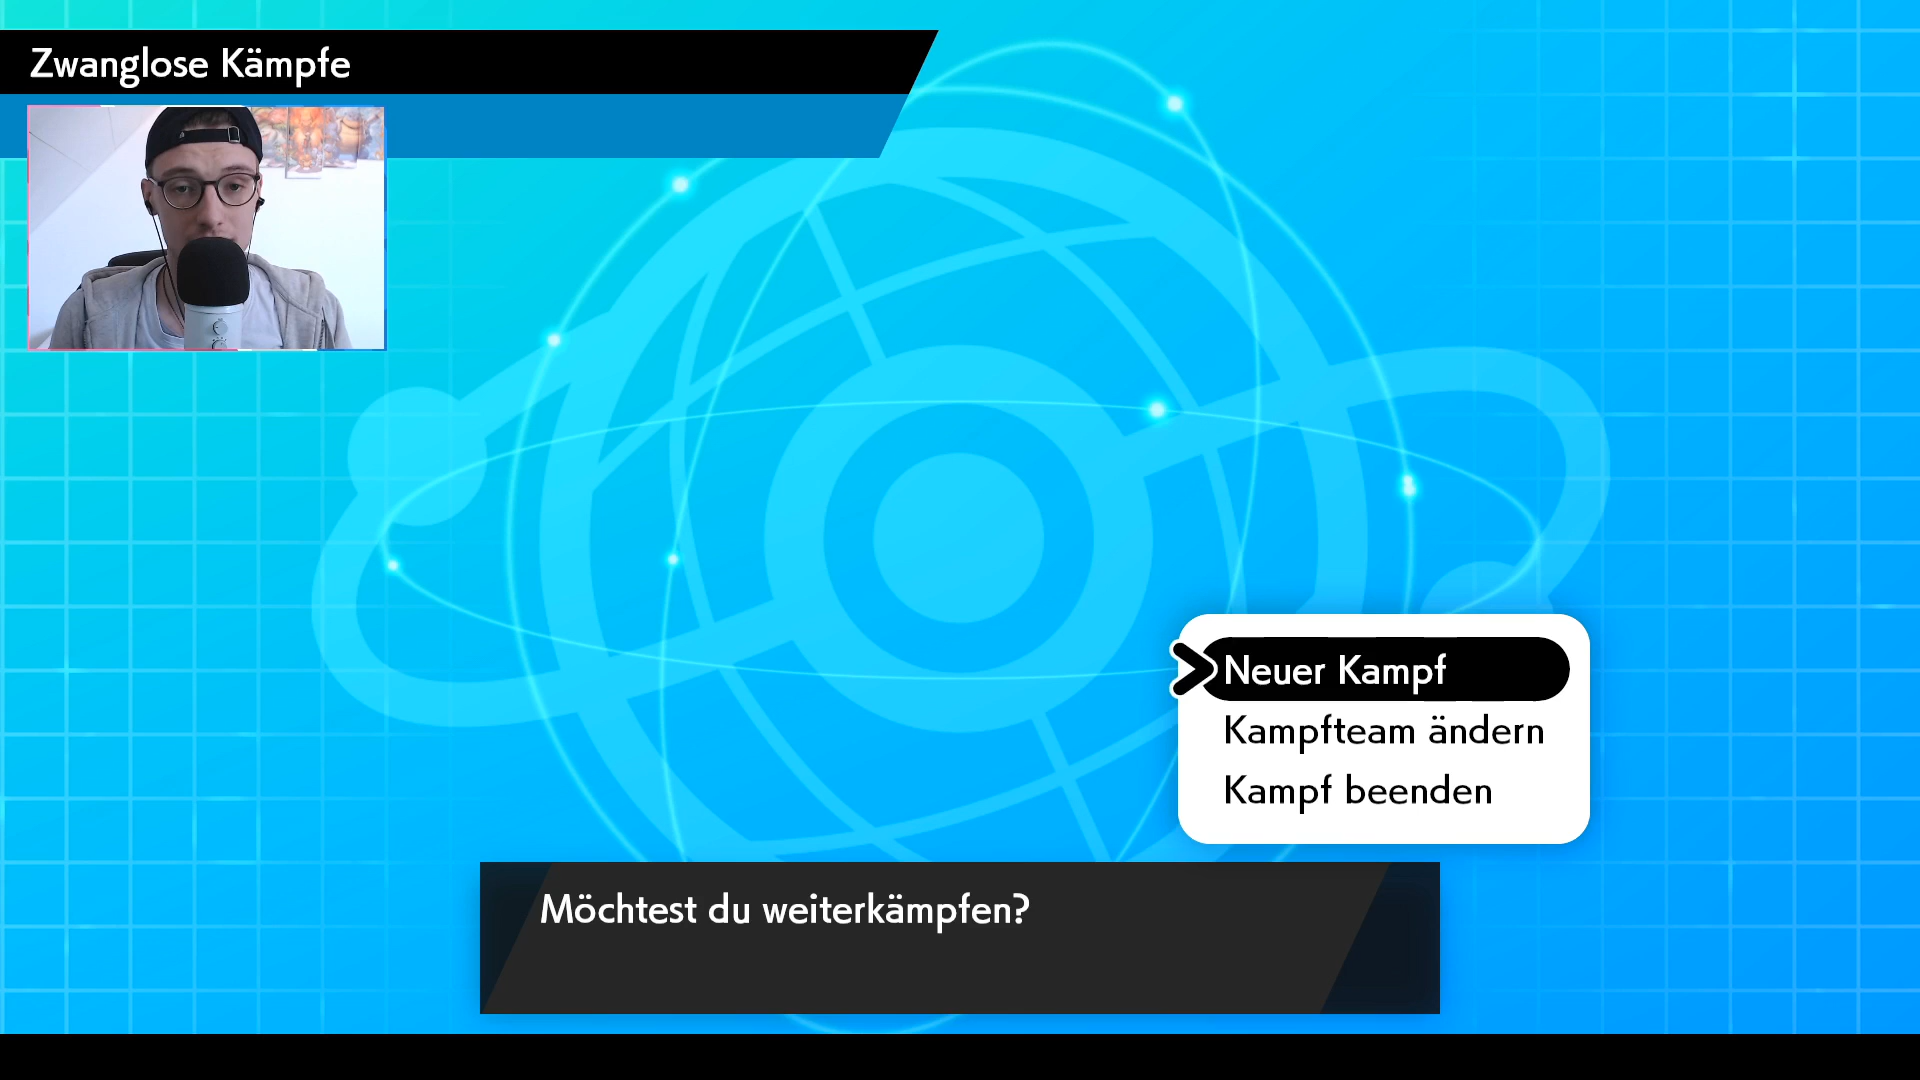 Zwanglose Kämpfe
Neuer Kampf
Kampfteam ändern
Kampf beenden
Möchtest du weiterkämpfen?